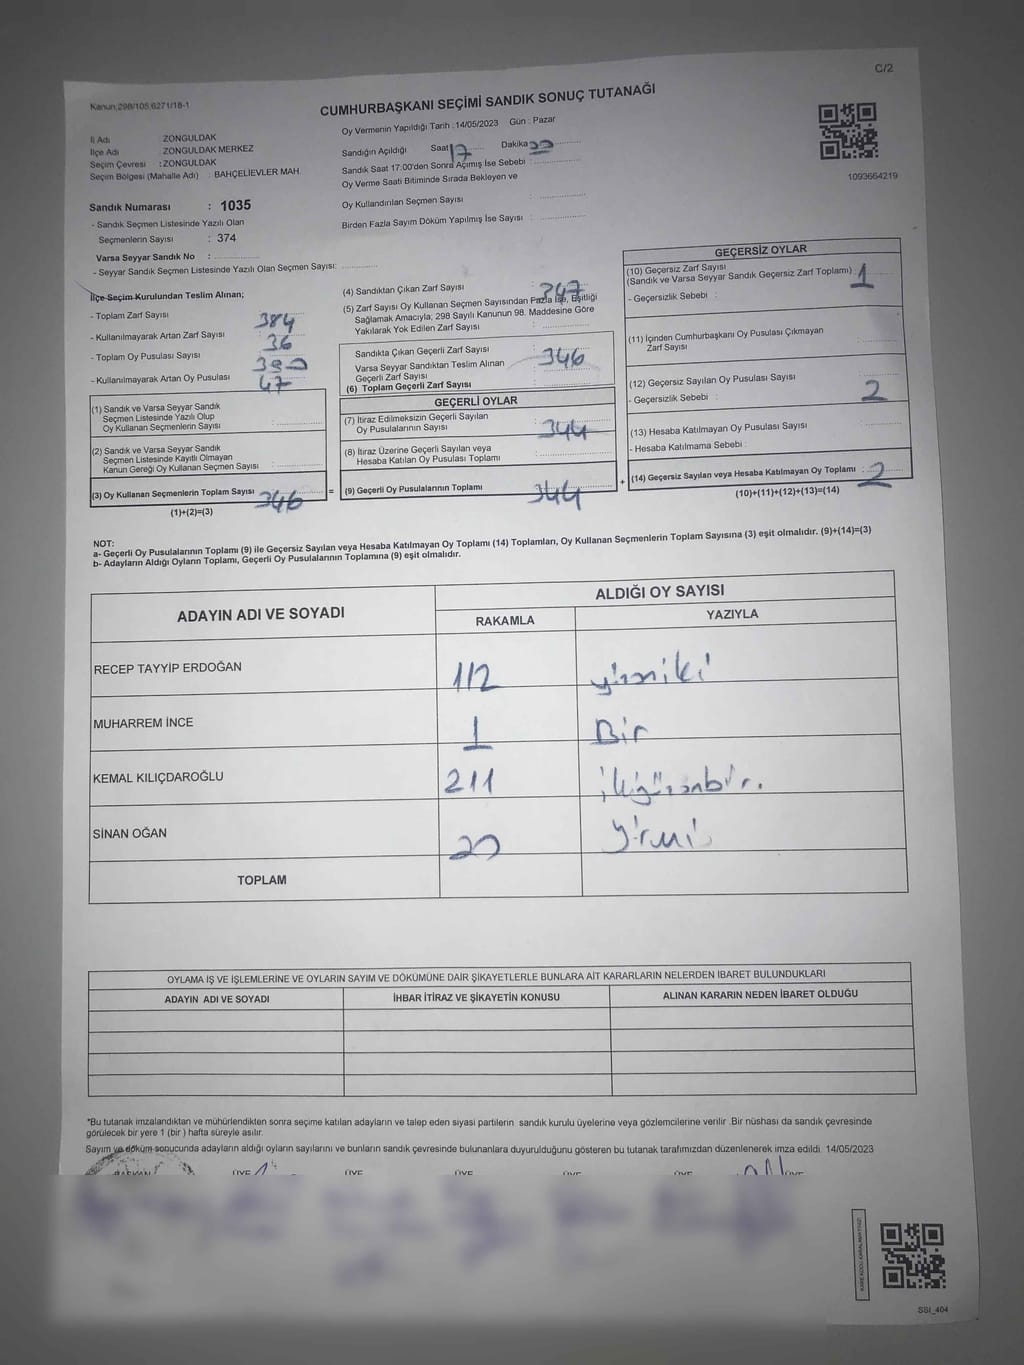 C/2
Kanun:298/105;6271/18-1
CUMHURBAŞKANI SEÇİMİ SANDIK SONUÇ TUTANAĞI
İl Adı : ZONGULDAK
İlçe Adı : ZONGULDAK MERKEZ
Seçim Çevresi : ZONGULDAK
Seçim Bölgesi (Mahalle Adı) : BAHÇELİEVLER MAH.
Oy Vermenin Yapıldığı Tarih :14/05/2023 Gün : Pazar
Sandığın Açıldığı Saat 17 Dakika
Sandık Saat 17:00'den Sonra Açımış İse Sebebi :
Oy Verme Saati Bitiminde Sırada Bekleyen ve
Oy Kullandırılan Seçmen Sayısı :
Birden Fazla Sayım Döküm Yapılmış İse Sayısı :
1093664219
Sandık Numarası : 1035
- Sandık Seçmen Listesinde Yazılı Olan
Seçmenlerin Sayısı : 374
Varsa Seyyar Sandık No :
- Seyyar Sandık Seçmen Listesinde Yazılı Olan Seçmen Sayısı:
İlçe Seçim Kurulundan Teslim Alınan;
- Toplam Zarf Sayısı : 384
- Kullanılmayarak Artan Zarf Sayısı : 36
- Toplam Oy Pusulası Sayısı : 390
- Kullanılmayarak Artan Oy Pusulası : 47
(1) Sandık ve Varsa Seyyar Sandık
Seçmen Listesinde Yazılı Olup
Oy Kullanan Seçmenlerin Sayısı :
(2) Sandık ve Varsa Seyyar Sandık
Seçmen Listesinde Kayıtlı Olmayan
Kanun Gereği Oy Kullanan Seçmen Sayısı :
(3) Oy Kullanan Seçmenlerin Toplam Sayısı : 346
(1)+(2)=(3)
(4) Sandıktan Çıkan Zarf Sayısı : 347
(5) Zarf Sayısı Oy Kullanan Seçmen Sayısından Fazla İse, Eşitliği
Sağlamak Amacıyla; 298 Sayılı Kanunun 98. Maddesine Göre
Yakılarak Yok Edilen Zarf Sayısı :
Sandıkta Çıkan Geçerli Zarf Sayısı : 346
Varsa Seyyar Sandıktan Teslim Alınan
Geçerli Zarf Sayısı :
(6) Toplam Geçerli Zarf Sayısı :
GEÇERLİ OYLAR
(7) İtiraz Edilmeksizin Geçerli Sayılan
Oy Pusulalarının Sayısı : 344
(8) İtiraz Üzerine Geçerli Sayılan veya
Hesaba Katılan Oy Pusulası Toplamı :
= (9) Geçerli Oy Pusulalarının Toplamı : 344
GEÇERSİZ OYLAR
(10) Geçersiz Zarf Sayısı
(Sandık ve Varsa Seyyar Sandık Geçersiz Zarf Toplamı) : 1
- Geçersizlik Sebebi :
(11) İçinden Cumhurbaşkanı Oy Pusulası Çıkmayan
Zarf Sayısı :
(12) Geçersiz Sayılan Oy Pusulası Sayısı : 2
- Geçersizlik Sebebi :
(13) Hesaba Katılmayan Oy Pusulası Sayısı :
- Hesaba Katılmama Sebebi :
+ (14) Geçersiz Sayılan veya Hesaba Katılmayan Oy Toplamı : 2
(10)+(11)+(12)+(13)=(14)
NOT:
a- Geçerli Oy Pusulalarının Toplamı (9) ile Geçersiz Sayılan veya Hesaba Katılmayan Oy Toplamı (14) Toplamları, Oy Kullanan Seçmenlerin Toplam Sayısına (3) eşit olmalıdır. (9)+(14)=(3)
b- Adayların Aldığı Oyların Toplamı, Geçerli Oy Pusulalarının Toplamına (9) eşit olmalıdır.
ADAYIN ADI VE SOYADI
ALDIĞI OY SAYISI
RAKAMLA YAZIYLA
RECEP TAYYİP ERDOĞAN 112
MUHARREM İNCE 1 Bir
KEMAL KILIÇDAROĞLU 211 ikiyüzonbir.
SİNAN OĞAN 20 yirmi
TOPLAM
OYLAMA İŞ VE İŞLEMLERİNE VE OYLARIN SAYIM VE DÖKÜMÜNE DAİR ŞİKAYETLERLE BUNLARA AİT KARARLARIN NELERDEN İBARET BULUNDUKLARI
ADAYIN ADI VE SOYADI İHBAR İTİRAZ VE ŞİKAYETİN KONUSU ALINAN KARARIN NEDEN İBARET OLDUĞU
*Bu tutanak imzalandıktan ve mühürlendikten sonra seçime katılan adayların ve talep eden siyasi partilerin sandık kurulu üyelerine veya gözlemcilerine verilir .Bir nüshası da sandık çevresinde
görülecek bir yere 1 (bir ) hafta süreyle asılır.
Sayım ve döküm sonucunda adayların aldığı oyların sayılarını ve bunların sandık çevresinde bulunanlara duyurulduğunu gösteren bu tutanak tarafımızdan düzenlenerek imza edildi. 14/05/2023
BAŞKAN ÜYE ÜYE ÜYE ÜYE ÜYE ÜYE
SSI_404